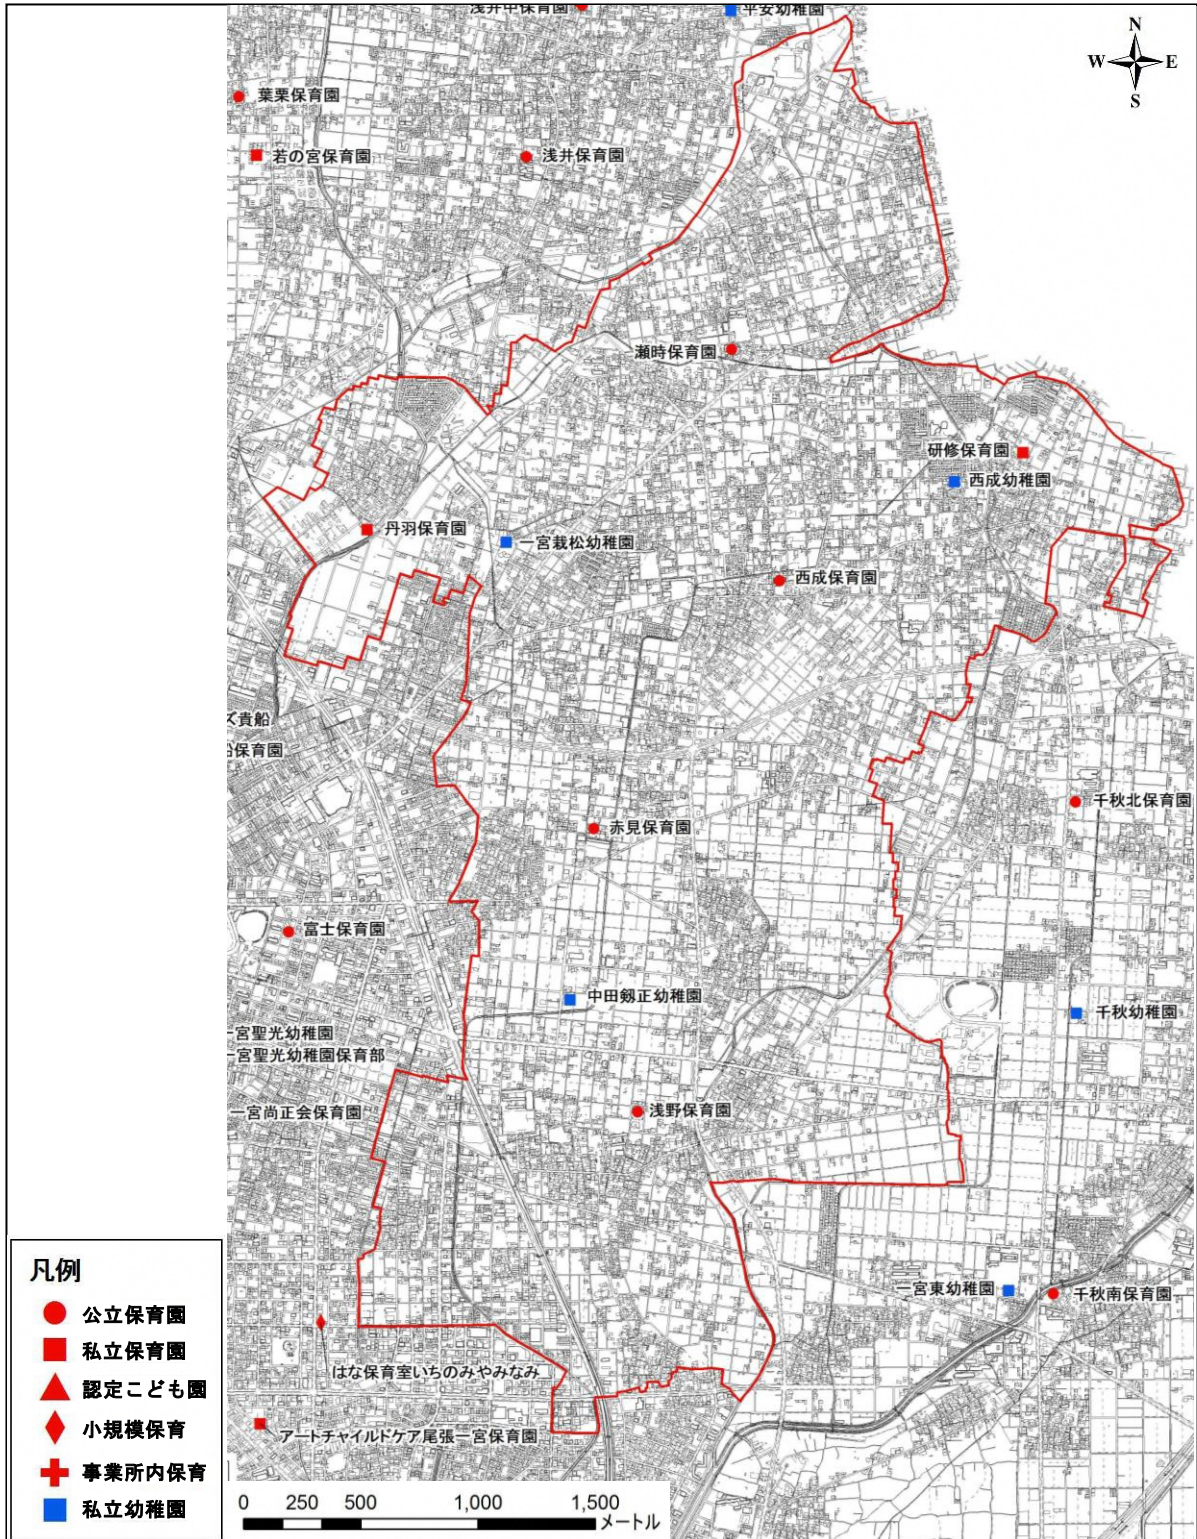 浅井中保育園
平安幼稚園
N
W
E
S
葉栗保育園
若の宮保育園
浅井保育園
瀬時保育園
研修保育園
西成幼稚園
丹羽保育園
一宮栽松幼稚園
西成保育園
ズ貴船
船保育園
千秋北保育園
赤見保育園
富士保育園
中田剱正幼稚園
千秋幼稚園
一宮聖光幼稚園
一宮聖光幼稚園保育部
一宮尚正会保育園
浅野保育園
一宮東幼稚園
千秋南保育園
はな保育室いちのみやみなみ
アートチャイルドケア尾張一宮保育園
凡例
公立保育園
私立保育園
認定こども園
小規模保育
事業所内保育
私立幼稚園
0 250 500 1,000 1,500
メートル